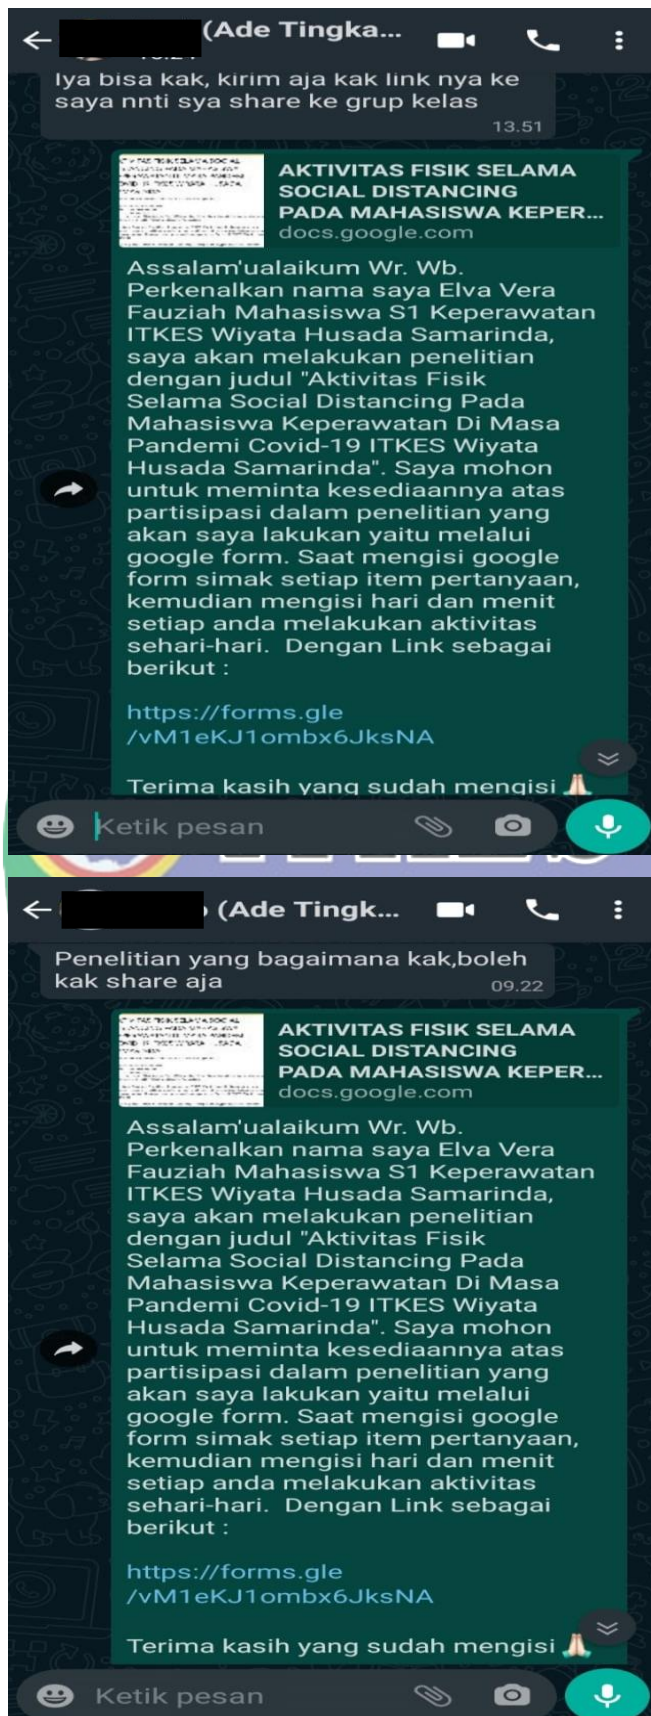 (Ade Tingka...
Iya bisa kak, kirim aja kak link nya ke
saya nnti sya share ke grup kelas
13.51
AKTIVITAS FISIK SELAMA
SOCIAL DISTANCING
PADA MAHASISWA KEPER...
docs.google.com
Assalam'ualaikum Wr. Wb.
Perkenalkan nama saya Elva Vera
Fauziah Mahasiswa S1 Keperawatan
ITKES Wiyata Husada Samarinda,
saya akan melakukan penelitian
dengan judul "Aktivitas Fisik
Selama Social Distancing Pada
Mahasiswa Keperawatan Di Masa
Pandemi Covid-19 ITKES Wiyata
Husada Samarinda". Saya mohon
untuk meminta kesediaannya atas
partisipasi dalam penelitian yang
akan saya lakukan yaitu melalui
google form. Saat mengisi google
form simak setiap item pertanyaan,
kemudian mengisi hari dan menit
setiap anda melakukan aktivitas
sehari-hari. Dengan Link sebagai
berikut :
https://forms.gle
/vM1eKJ1ombx6JksNA
Terima kasih yang sudah mengisi 🙏🏻
Ketik pesan
(Ade Tingk...
Penelitian yang bagaimana kak,boleh
kak share aja
09.22
AKTIVITAS FISIK SELAMA
SOCIAL DISTANCING
PADA MAHASISWA KEPER...
docs.google.com
Assalam'ualaikum Wr. Wb.
Perkenalkan nama saya Elva Vera
Fauziah Mahasiswa S1 Keperawatan
ITKES Wiyata Husada Samarinda,
saya akan melakukan penelitian
dengan judul "Aktivitas Fisik
Selama Social Distancing Pada
Mahasiswa Keperawatan Di Masa
Pandemi Covid-19 ITKES Wiyata
Husada Samarinda". Saya mohon
untuk meminta kesediaannya atas
partisipasi dalam penelitian yang
akan saya lakukan yaitu melalui
google form. Saat mengisi google
form simak setiap item pertanyaan,
kemudian mengisi hari dan menit
setiap anda melakukan aktivitas
sehari-hari. Dengan Link sebagai
berikut :
https://forms.gle
/vM1eKJ1ombx6JksNA
Terima kasih yang sudah mengisi 🙏🏻
Ketik pesan